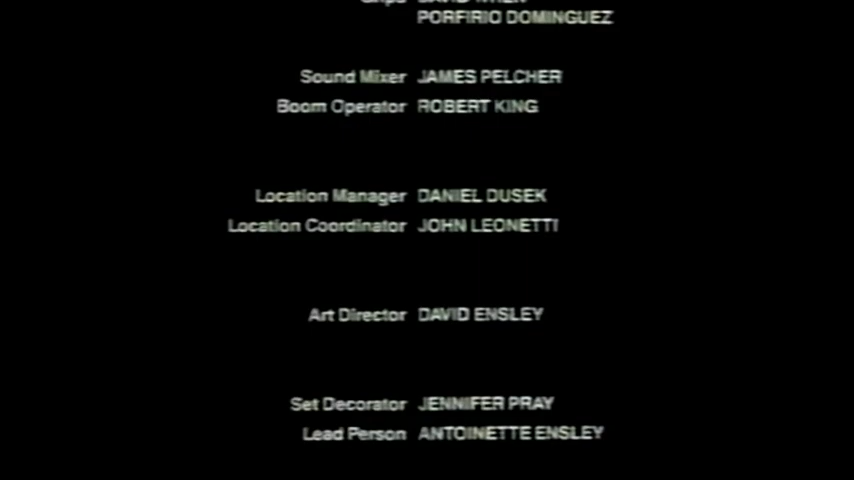 PORFIRIO DOMINGUEZ
Sound Mixer JAMES PELCHER
Boom Operator ROBERT KING
Location Manager DANIEL DUSEK
Location Coordinator JOHN LEONETTI
Art Director DAVID ENSLEY
Set Decorator JENNIFER PRAY
Lead Person ANTOINETTE ENSLEY